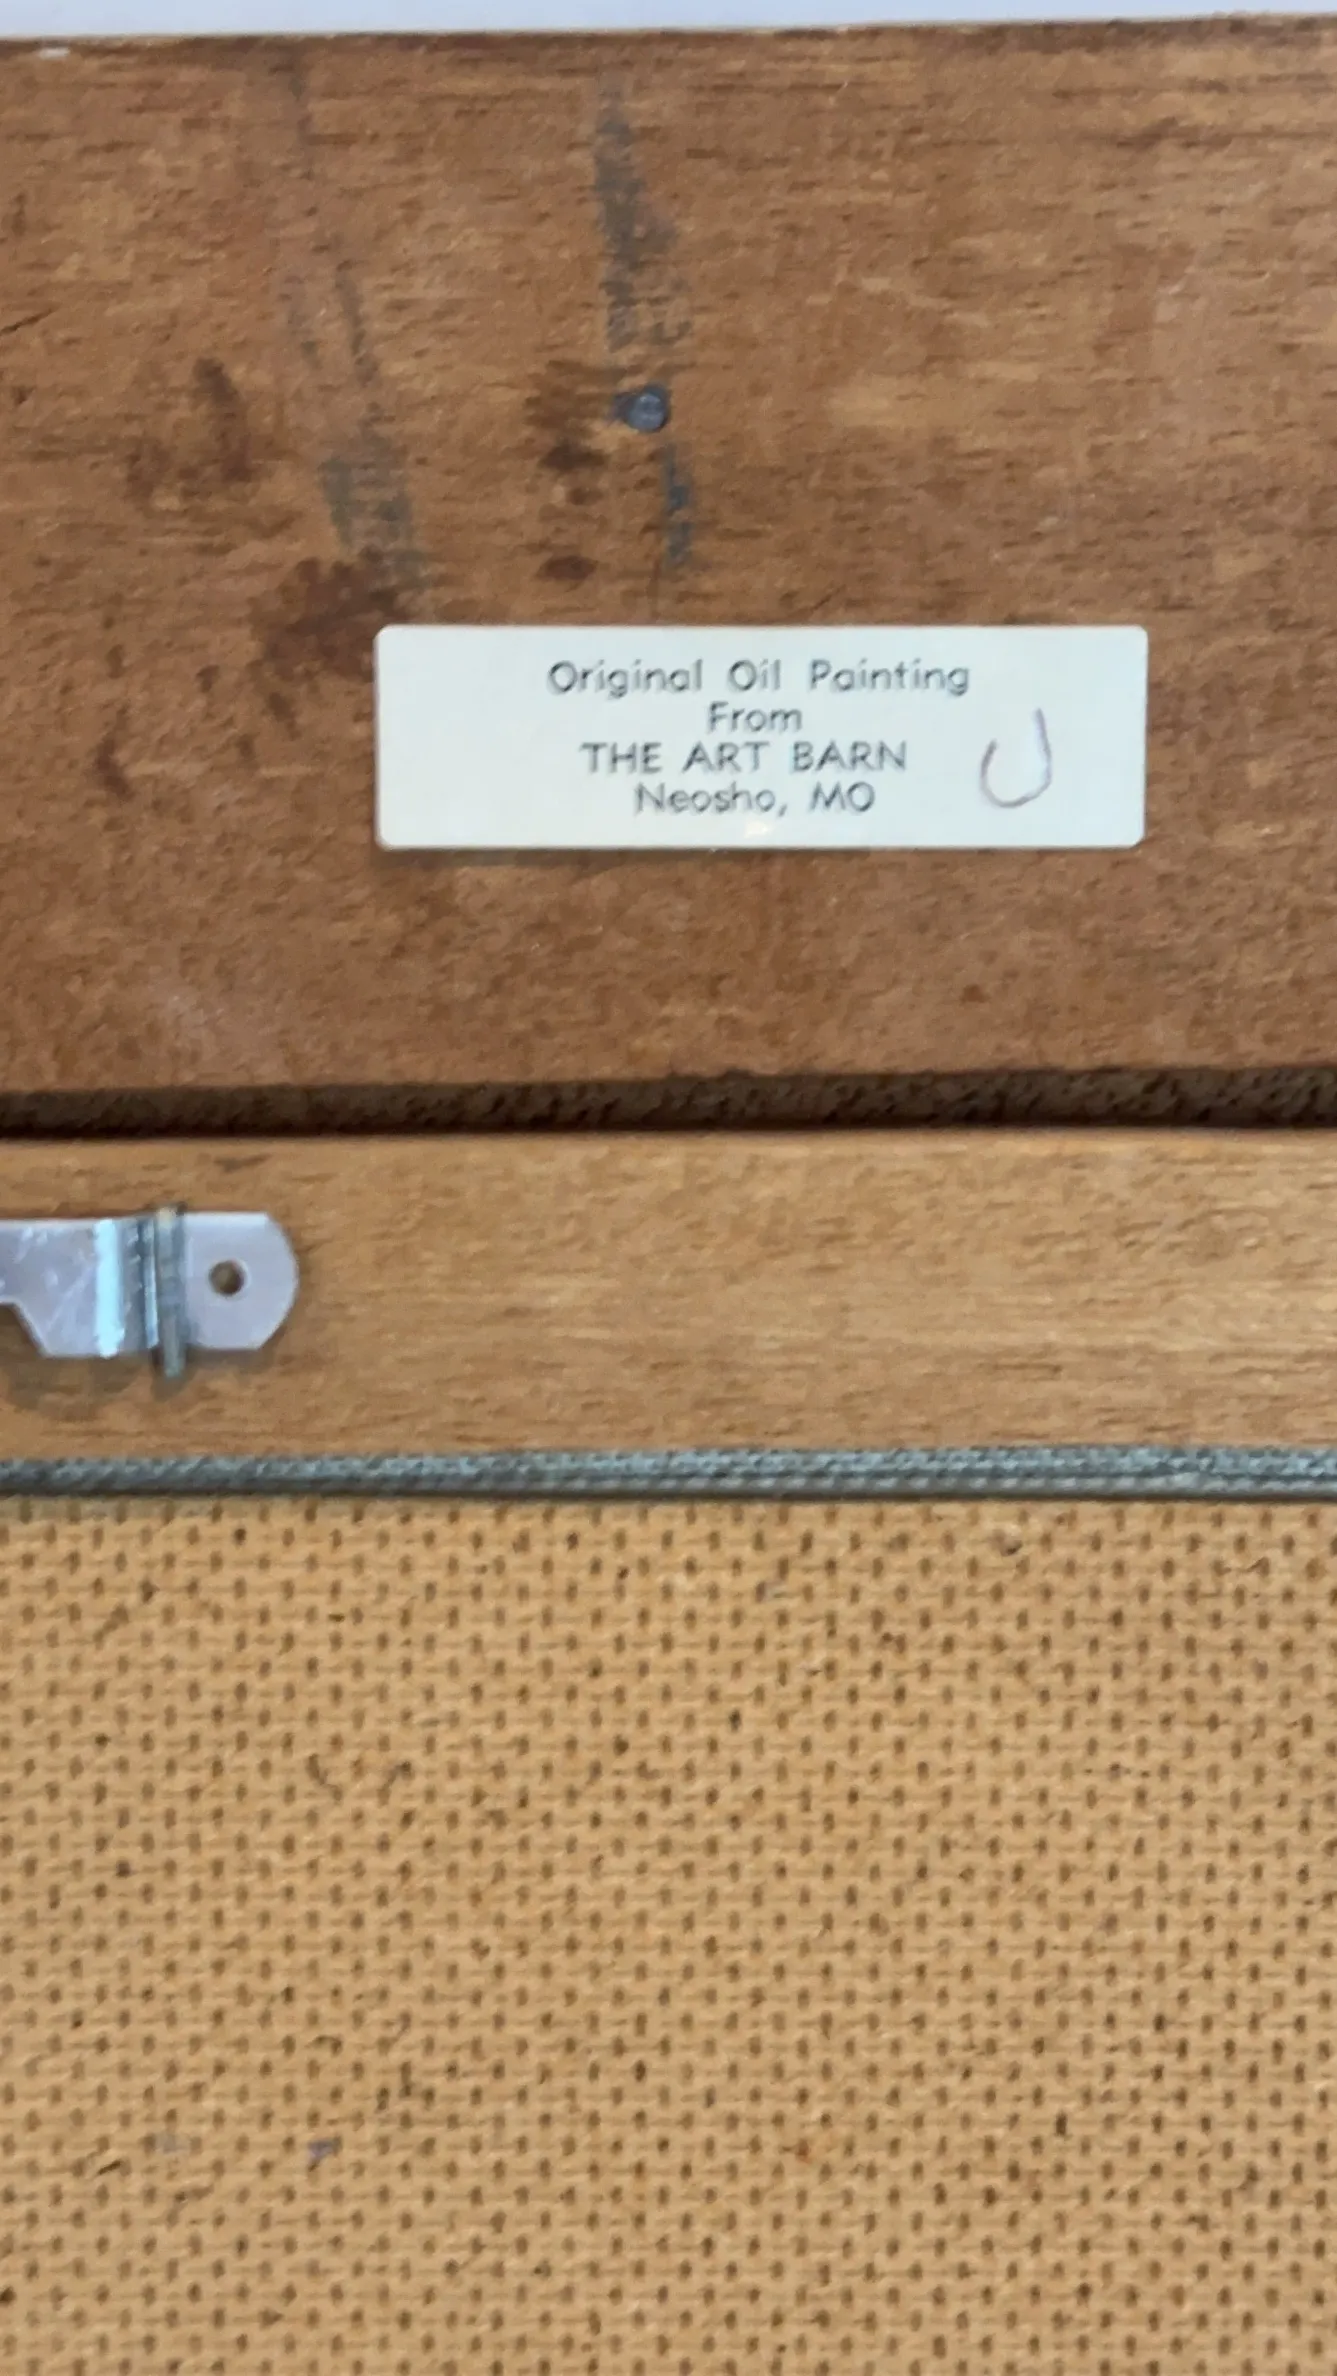 Original Oil Painting
From
THE ART BARN
Neosho, MO
J